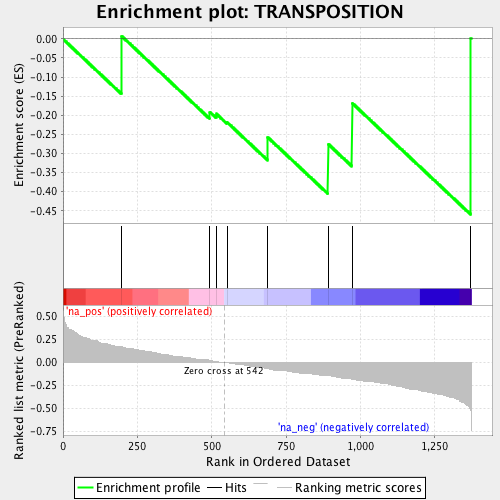 Enrichment plot: TRANSPOSITION
Enrichment score (ES)
0.00
-0.05
-0.10
-0.15
-0.20
-0.25
-0.30
-0.35
-0.40
-0.45
Ranked list metric (PreRanked)
'na_pos' (positively correlated)
0.50
0.25
0.00
-0.25
-0.50
-0.75
Zero cross at 542
'na_neg' (negatively correlated)
0 250 500 750 1,000 1,250
Rank in Ordered Dataset
Enrichment profile Hits Ranking metric scores